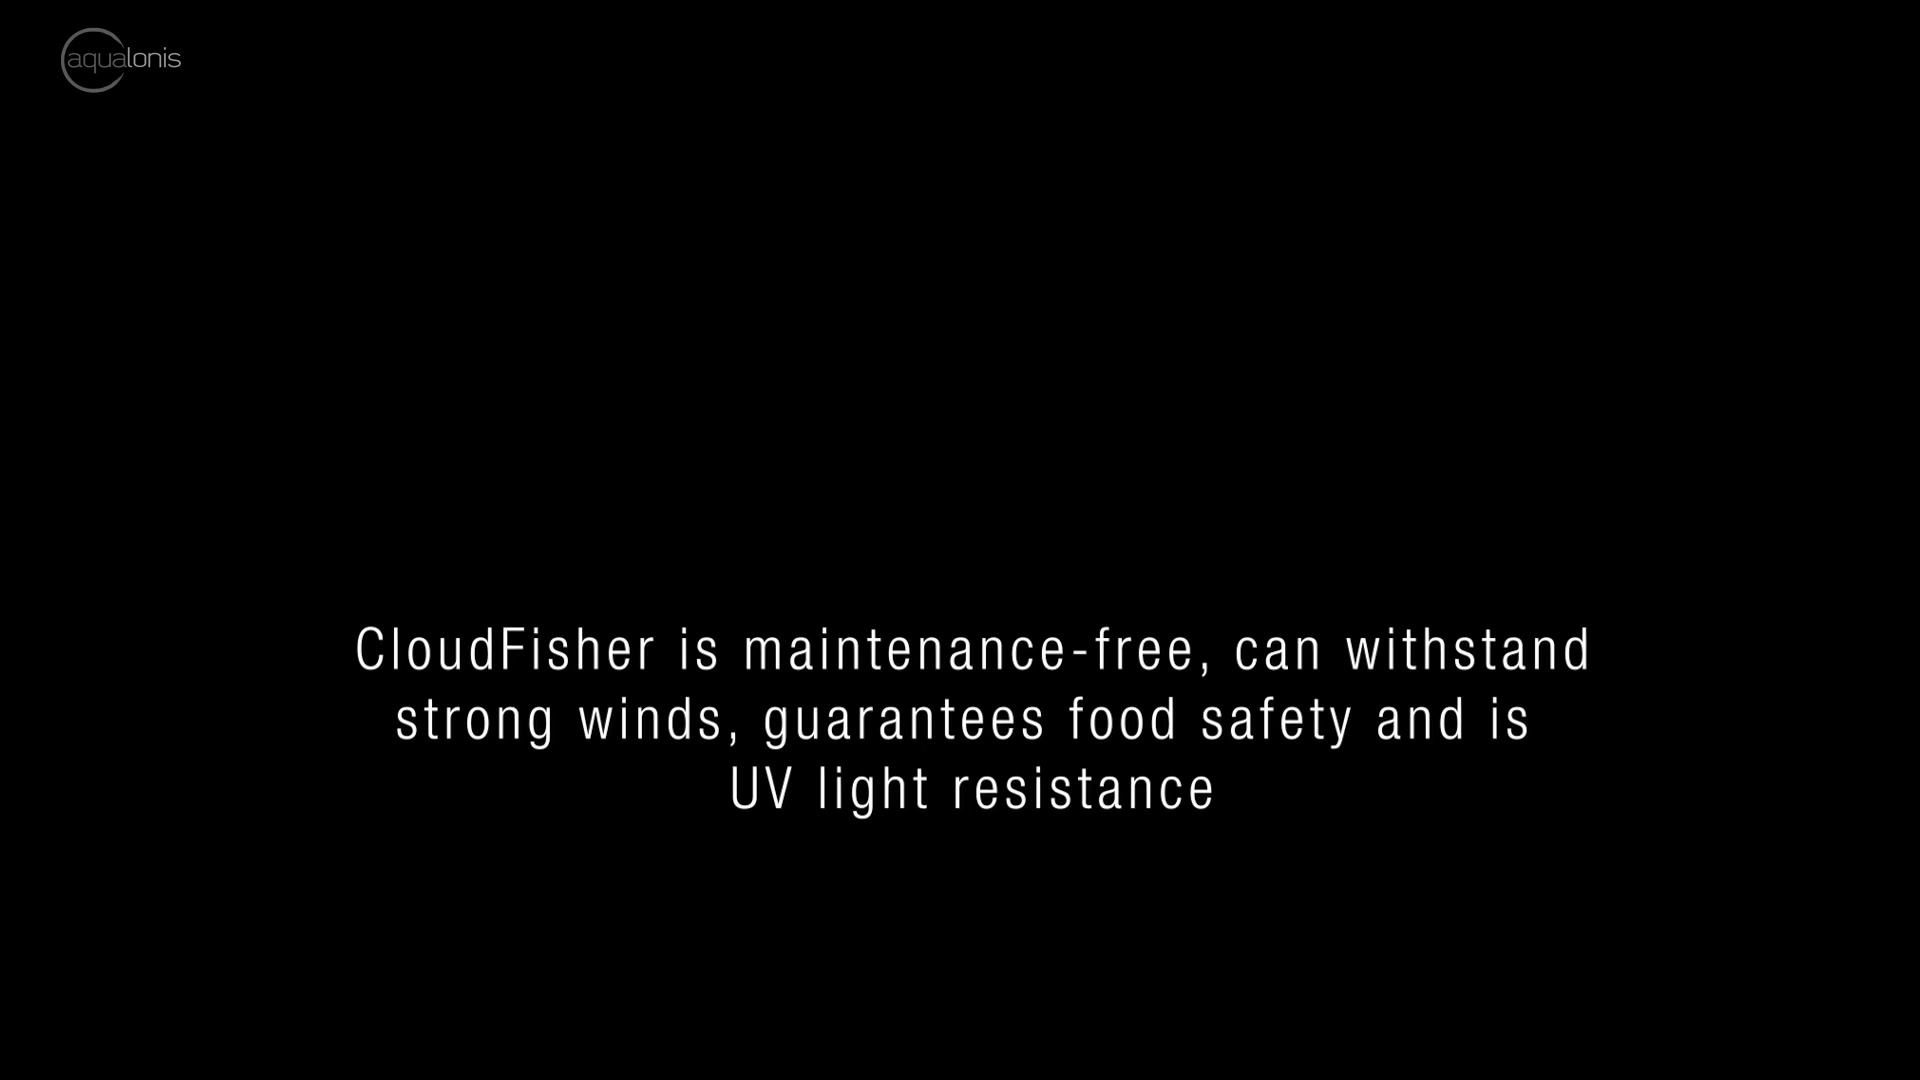 aqualonis
CloudFisher is maintenance-free, can withstand
strong winds, guarantees food safety and is
UV light resistance